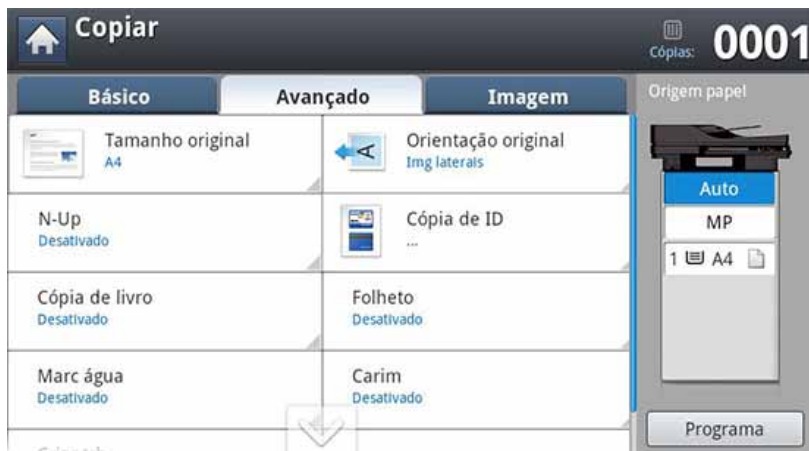 Copiar
Cópias: 0001
Básico
Avançado
Imagem
Origem papel
Tamanho original
A4
Orientação original
Img laterais
N-Up
Desativado
Cópia de ID
...
Cópia de livro
Desativado
Folheto
Desativado
Marc água
Desativado
Carim
Desativado
Auto
MP
1 A4
Programa